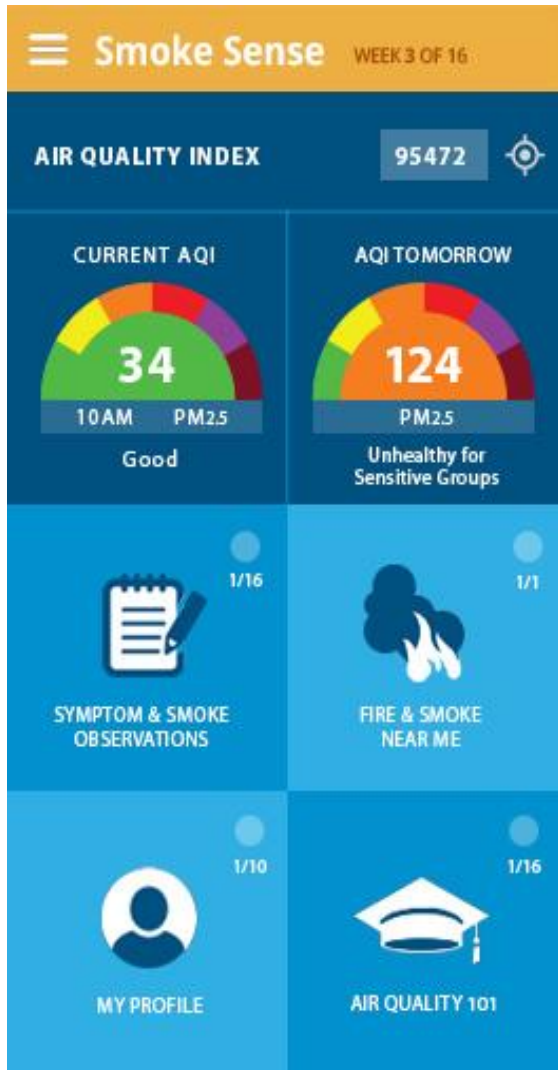 Smoke Sense WEEK 3 OF 16
AIR QUALITY INDEX 95472
CURRENT AQI
34
10AM PM2.5
Good
AQI TOMORROW
124
PM2.5
Unhealthy for
Sensitive Groups
1/16
SYMPTOM & SMOKE
OBSERVATIONS
1/1
FIRE & SMOKE
NEAR ME
1/10
MY PROFILE
1/16
AIR QUALITY 101